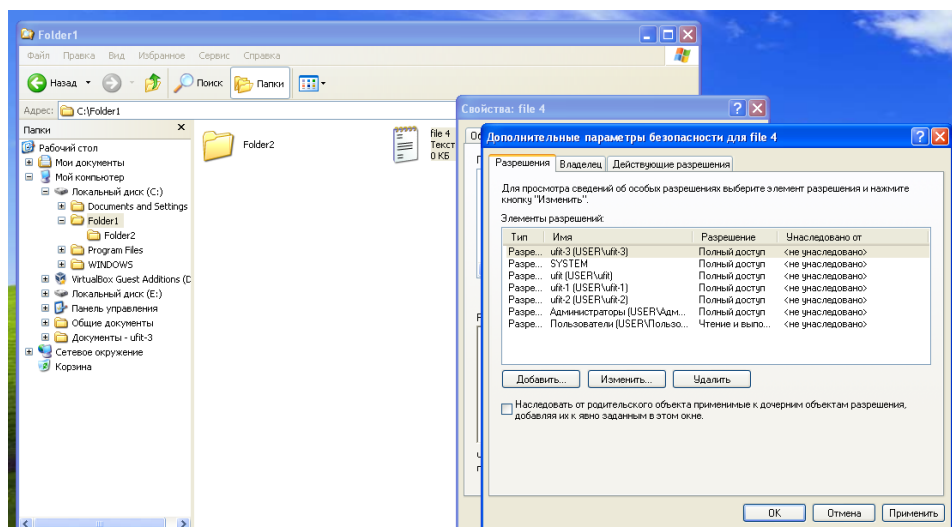 Folder1
Файл Правка Вид Избранное Сервис Справка
Назад Поиск Папки
Адрес: C:\Folder1
Папки
Рабочий стол
Мои документы
Мой компьютер
Локальный диск (C:)
Documents and Settings
Folder1
Folder2
Program Files
WINDOWS
VirtualBox Guest Additions (D
Локальный диск (E:)
Панель управления
Общие документы
Документы - ufit-3
Сетевое окружение
Корзина
Folder2
file 4
Текст
0 КБ
Свойства: file 4
Дополнительные параметры безопасности для file 4
Разрешения Владелец Действующие разрешения
Для просмотра сведений об особых разрешениях выберите элемент разрешения и нажмите
кнопку "Изменить".
Элементы разрешений:
Тип Имя Разрешение Унаследовано от
Разре... ufit-3 (USER\ufit-3) Полный доступ <не унаследовано>
Разре... SYSTEM Полный доступ <не унаследовано>
Разре... ufit (USER\ufit) Полный доступ <не унаследовано>
Разре... ufit-1 (USER\ufit-1) Полный доступ <не унаследовано>
Разре... ufit-2 (USER\ufit-2) Полный доступ <не унаследовано>
Разре... Администраторы (USER\Адм... Полный доступ <не унаследовано>
Разре... Пользователи (USER\Пользо... Чтение и выпо... <не унаследовано>
Добавить... Изменить... Удалить
Наследовать от родительского объекта применимые к дочерним объектам разрешения,
добавляя их к явно заданным в этом окне.
ОК Отмена Применить